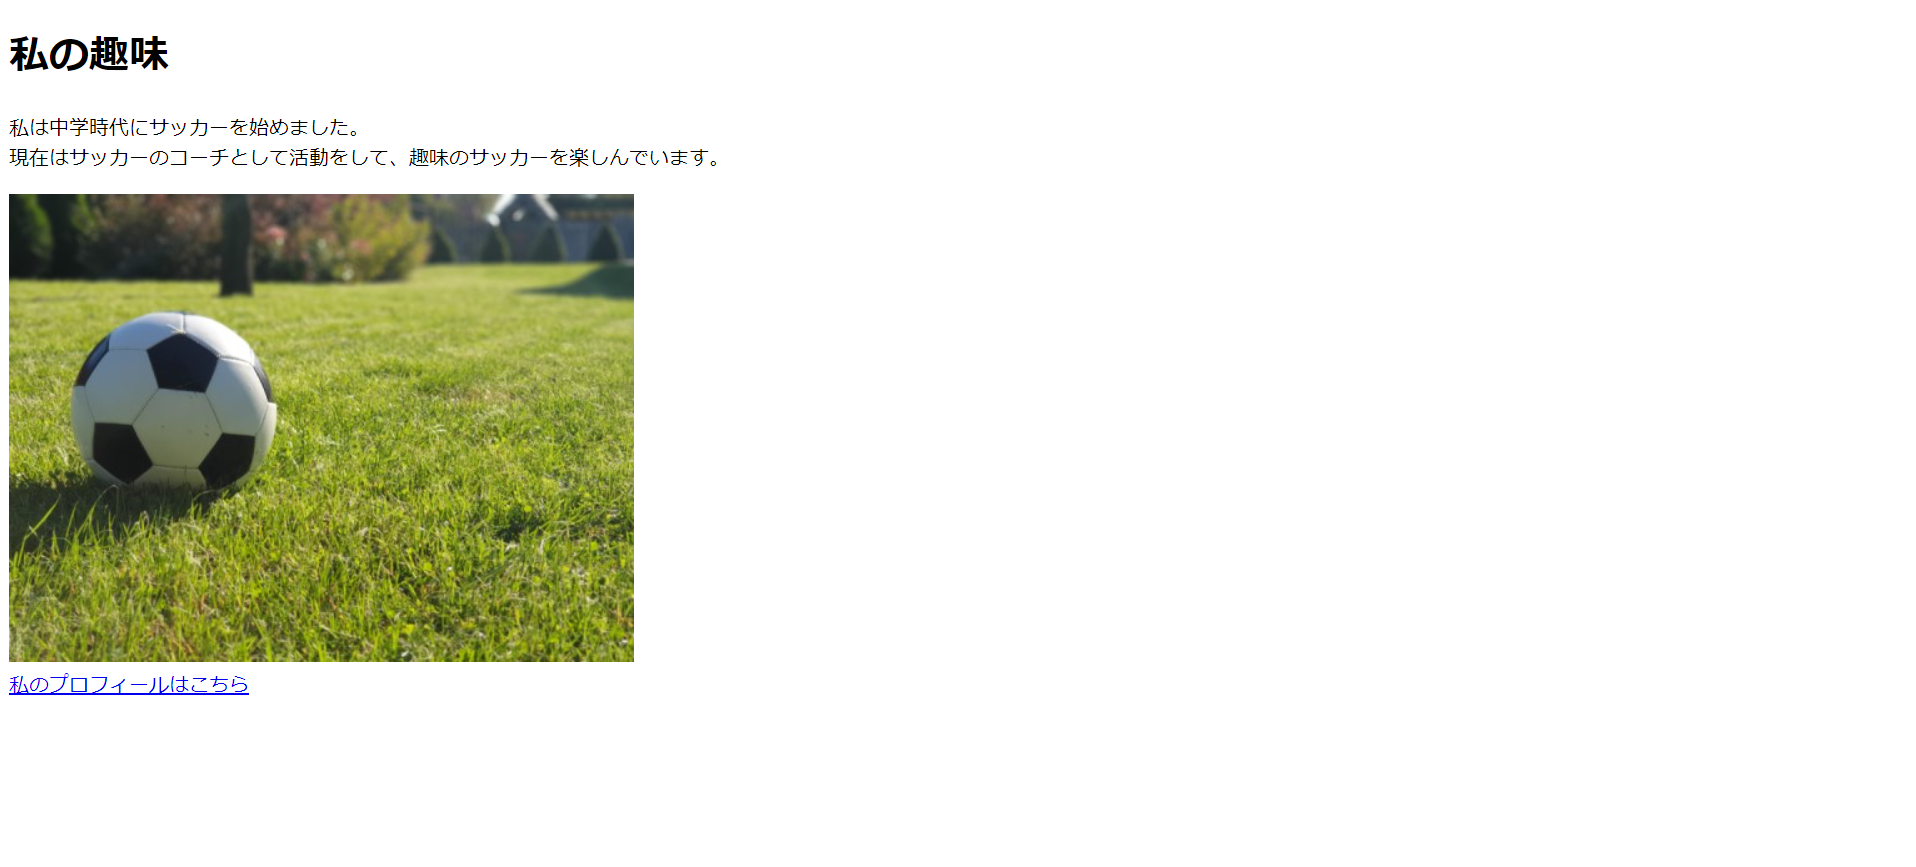 私の趣味
私は中学時代にサッカーを始めました。
現在はサッカーのコーチとして活動をして、趣味のサッカーを楽しんでいます。
私のプロフィールはこちら